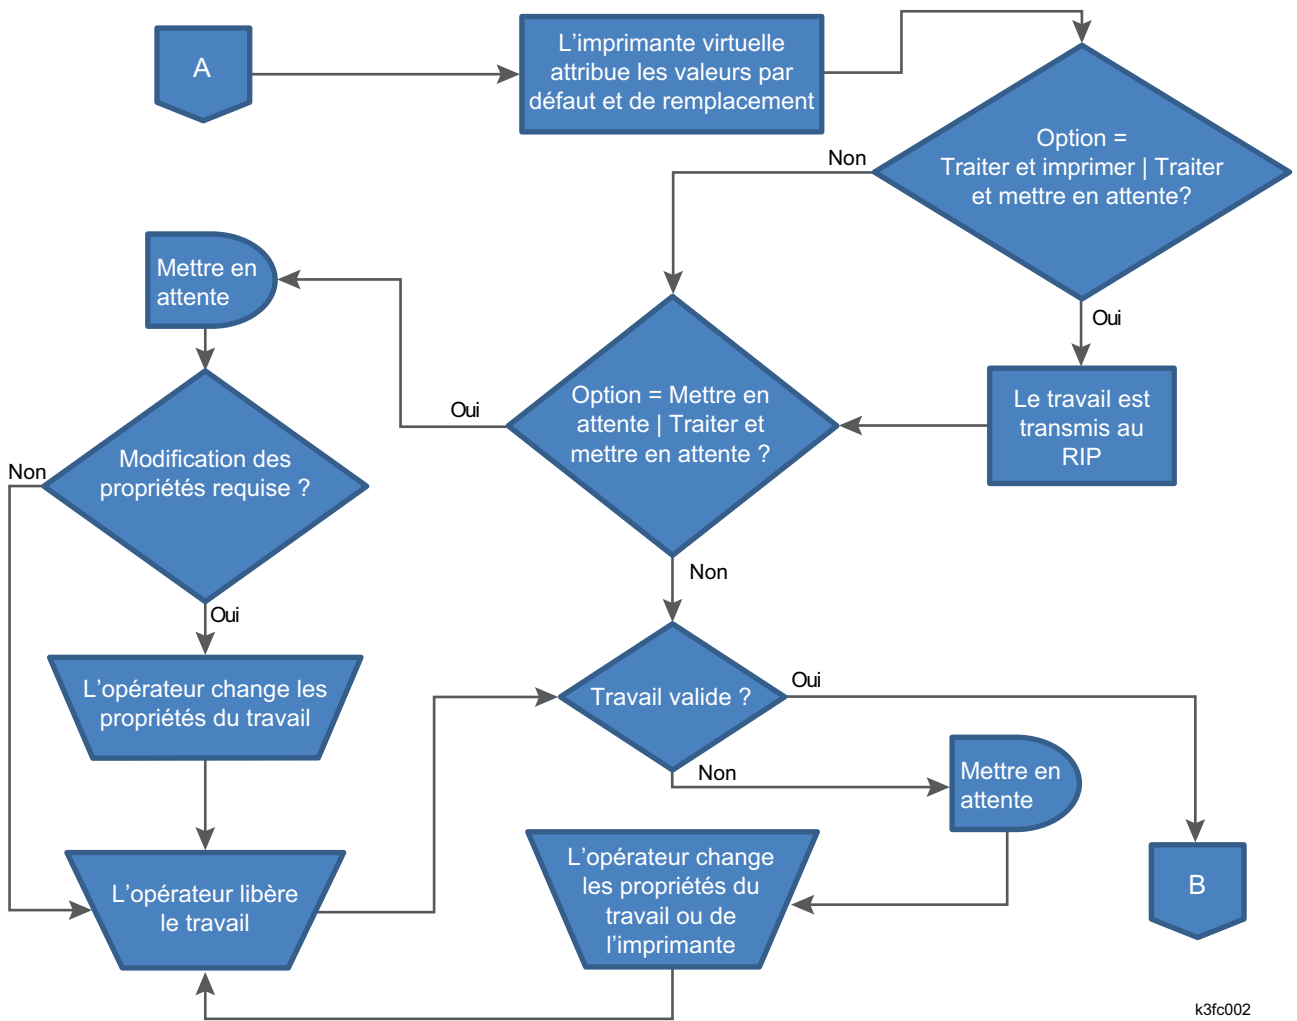 A
L'imprimante virtuelle
attribue les valeurs par
défaut et de remplacement
Option =
Traiter et imprimer | Traiter
et mettre en attente?
Non
Oui
Mettre en
attente
Option = Mettre en
attente | Traiter et
mettre en attente ?
Oui
Non
Le travail est
transmis au
RIP
Modification des
propriétés requise ?
Non
Oui
L'opérateur change les
propriétés du travail
Travail valide ?
Oui
Non
Mettre en
attente
L'opérateur change
les propriétés du
travail ou de
l'imprimante
L'opérateur libère
le travail
B
k3fc002